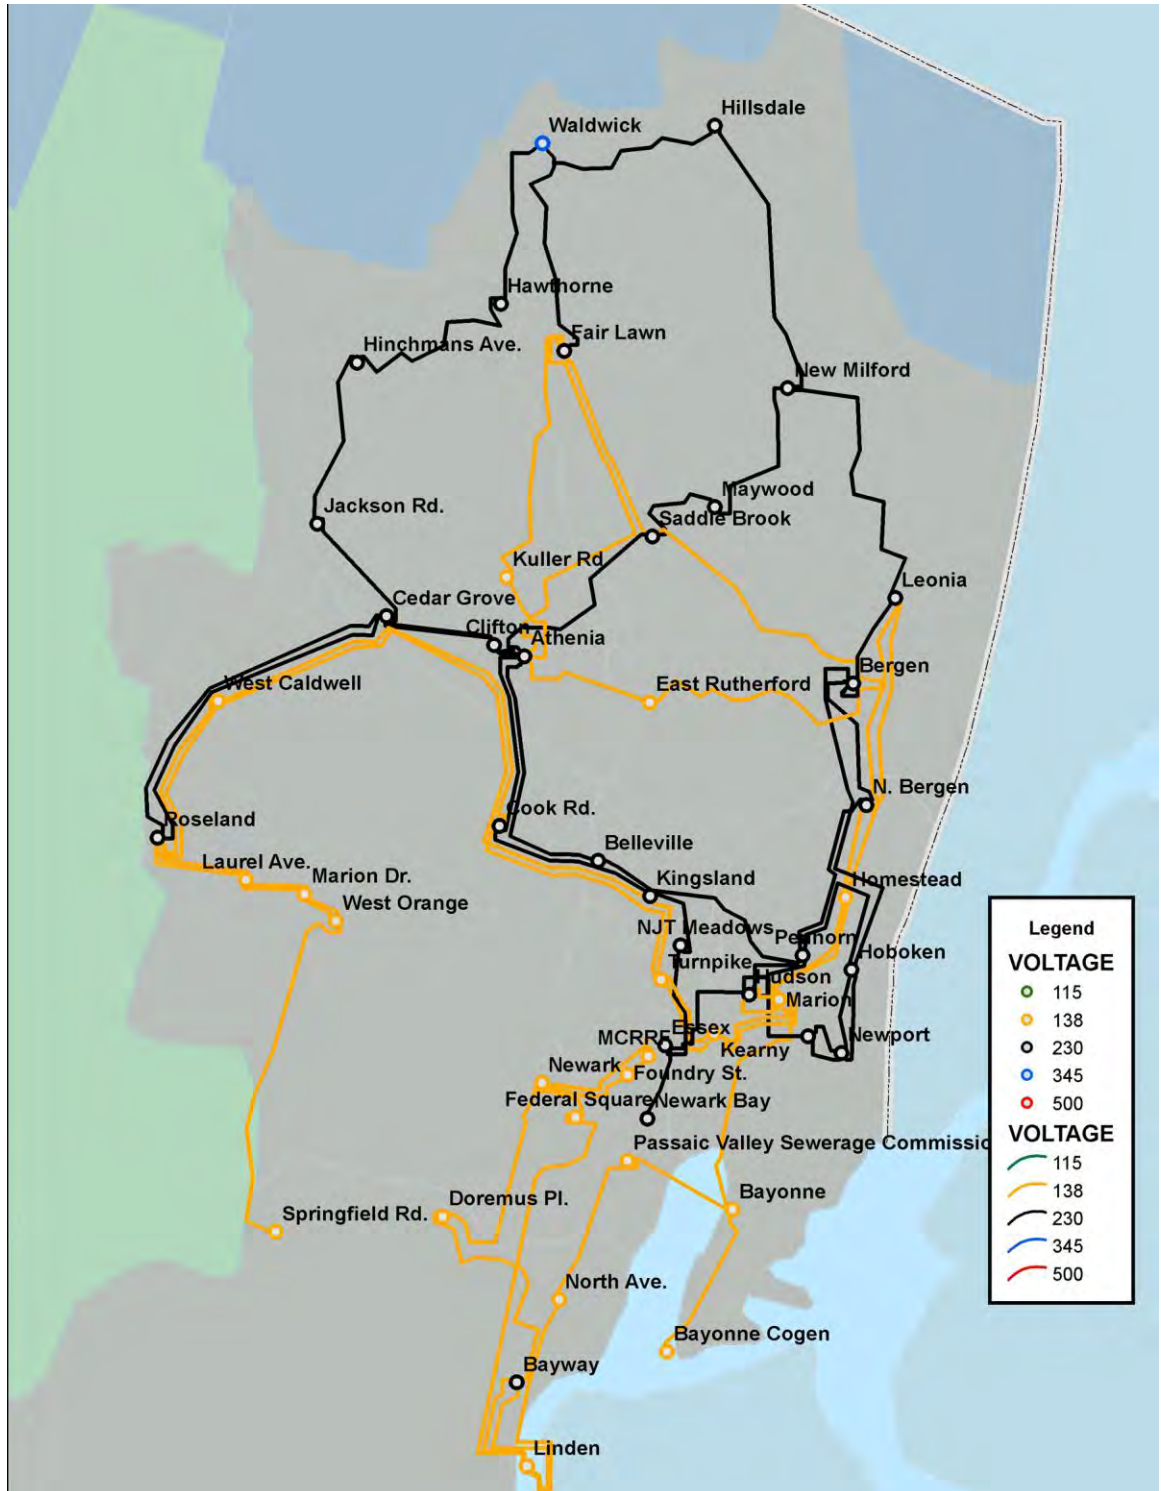 Hillsdale
Waldwick
Hawthorne
Fair Lawn
Hinchmans Ave.
New Milford
Maywood
Jackson Rd.
Saddle Brook
Kuller Rd
Leonia
Cedar Grove
Clifton
Athenia
Bergen
West Caldwell
East Rutherford
N. Bergen
Cook Rd.
Roseland
Belleville
Laurel Ave.
Marion Dr.
Kingsland
Homestead
West Orange
NJT Meadows
Penhorn
Hoboken
Turnpike
Hudson
Marion
Essex
MCRRF
Kearny
Newport
Newark
Foundry St.
Federal Square
Newark Bay
Passaic Valley Sewerage Commissio
Doremus Pl.
Bayonne
Springfield Rd.
North Ave.
Bayonne Cogen
Bayway
Linden
Legend
VOLTAGE
115
138
230
345
500
VOLTAGE
115
138
230
345
500